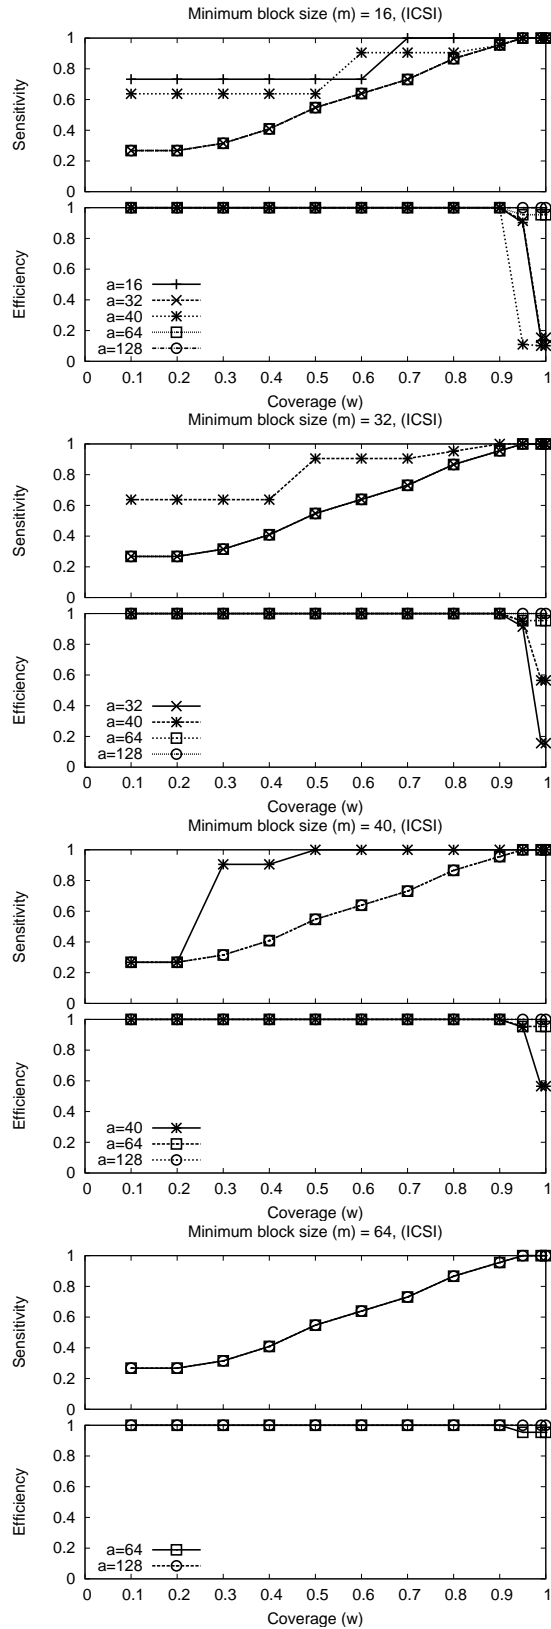 Minimum block size (m) = 16, (ICSI)
1
0.8
0.6
0.4
0.2
0
Sensitivity
1
0.8
0.6
0.4
0.2
0
Efficiency
a=16
a=32
a=40
a=64
a=128
0 0.1 0.2 0.3 0.4 0.5 0.6 0.7 0.8 0.9 1
Coverage (w)
Minimum block size (m) = 32, (ICSI)
1
0.8
0.6
0.4
0.2
0
Sensitivity
1
0.8
0.6
0.4
0.2
0
Efficiency
a=32
a=40
a=64
a=128
0 0.1 0.2 0.3 0.4 0.5 0.6 0.7 0.8 0.9 1
Coverage (w)
Minimum block size (m) = 40, (ICSI)
1
0.8
0.6
0.4
0.2
0
Sensitivity
1
0.8
0.6
0.4
0.2
0
Efficiency
a=40
a=64
a=128
0 0.1 0.2 0.3 0.4 0.5 0.6 0.7 0.8 0.9 1
Coverage (w)
Minimum block size (m) = 64, (ICSI)
1
0.8
0.6
0.4
0.2
0
Sensitivity
1
0.8
0.6
0.4
0.2
0
Efficiency
a=64
a=128
0 0.1 0.2 0.3 0.4 0.5 0.6 0.7 0.8 0.9 1
Coverage (w)